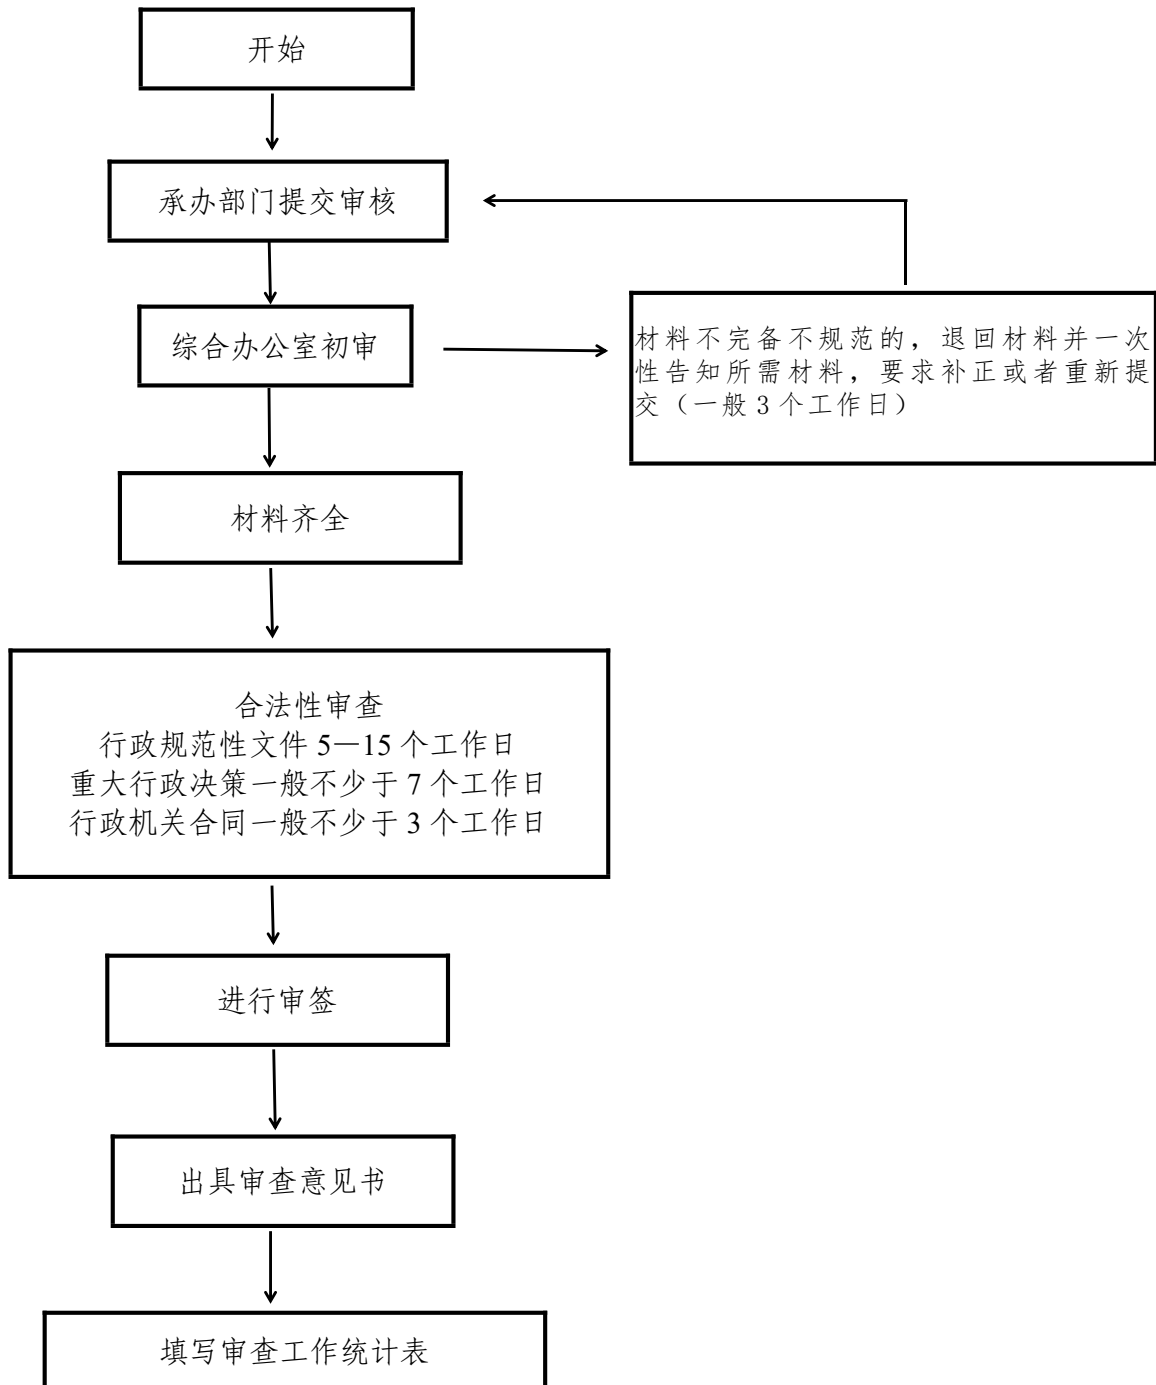 开始
承办部门提交审核
综合办公室初审
材料不完备不规范的，退回材料并一次
性告知所需材料，要求补正或者重新提
交（一般 3 个工作日）
材料齐全
合法性审查
行政规范性文件 5—15 个工作日
重大行政决策一般不少于 7 个工作日
行政机关合同一般不少于 3 个工作日
进行审签
出具审查意见书
填写审查工作统计表